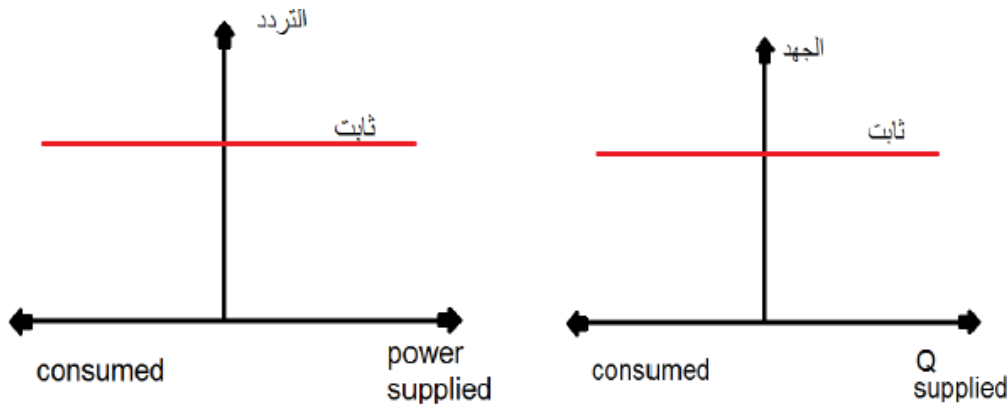 التردد
ثابت
consumed
power
supplied
الجهد
ثابت
consumed
Q
supplied